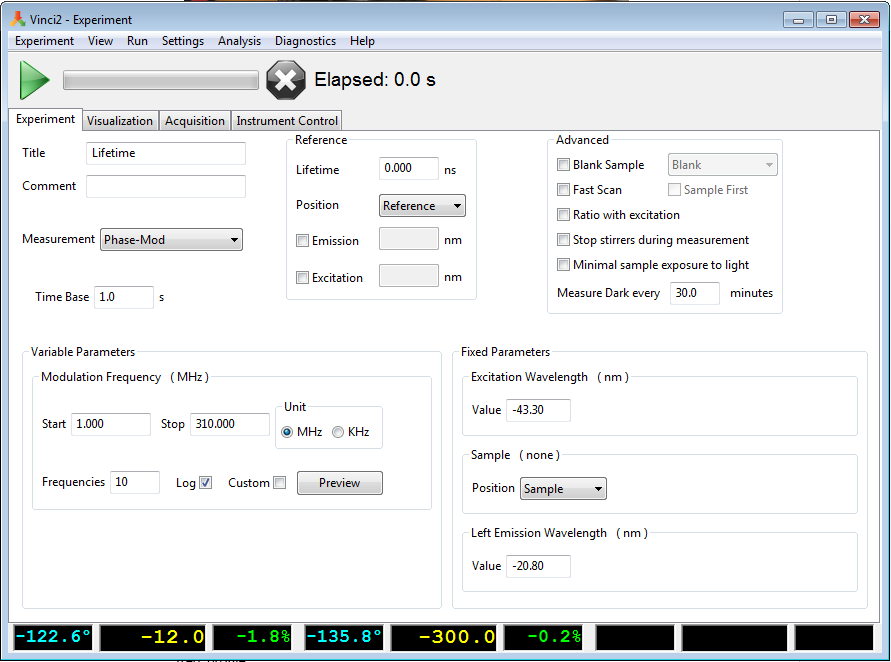 Vinci2 - Experiment
Experiment View Run Settings Analysis Diagnostics Help
Elapsed: 0.0 s
Experiment Visualization Acquisition Instrument Control
Title Lifetime
Comment
Measurement Phase-Mod
Time Base 1.0 s
Reference
Lifetime 0.000 ns
Position Reference
Emission nm
Excitation nm
Advanced
Blank Sample Blank
Fast Scan Sample First
Ratio with excitation
Stop stirrers during measurement
Minimal sample exposure to light
Measure Dark every 30.0 minutes
Variable Parameters
Modulation Frequency ( MHz )
Start 1.000 Stop 310.000
Unit
MHz KHz
Frequencies 10 Log Custom Preview
Fixed Parameters
Excitation Wavelength ( nm )
Value -43.30
Sample ( none )
Position Sample
Left Emission Wavelength ( nm )
Value -20.80
-122.6° -12.0 -1.8% -135.8° -300.0 -0.2%